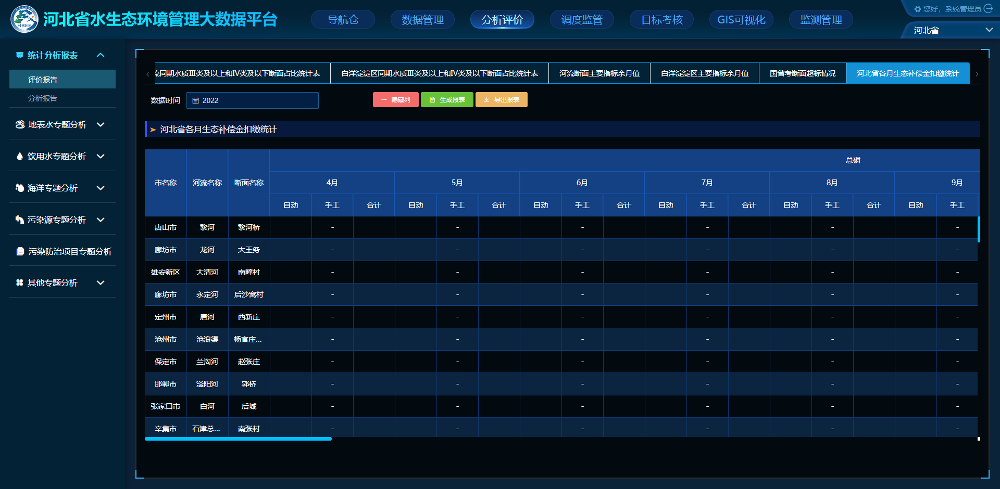 HBEE
河北省水生态环境管理大数据平台
导航仓 数据管理 分析评价 调度监管 目标考核 GIS可视化 监测管理
您好，系统管理员
河北省
统计分析报表
评价报告
分析报告
地表水专题分析
饮用水专题分析
海洋专题分析
污染源专题分析
污染防治项目专题分析
其他专题分析
流同期水质Ⅲ类及以上和Ⅳ类及以下断面占比统计表 白洋淀淀区同期水质Ⅲ类及以上和Ⅳ类及以下断面占比统计表 河流断面主要指标余月值 白洋淀淀区主要指标余月值 国省考断面超标情况 河北省各月生态补偿金扣缴统计
数据时间 2022 隐藏列 生成报表 导出报表
河北省各月生态补偿金扣缴统计
总磷
市名称 河流名称 断面名称 4月 5月 6月 7月 8月 9月
自动 手工 合计 自动 手工 合计 自动 手工 合计 自动 手工 合计 自动 手工 合计 自动 手工
唐山市 黎河 黎河桥 - - - - - -
廊坊市 龙河 大王务 - - - - - -
雄安新区 大清河 南疃村 - - - - - -
廊坊市 永定河 后沙窝村 - - - - - -
定州市 唐河 西新庄 - - - - - -
沧州市 沧浪渠 杨官庄... - - - - - -
保定市 兰沟河 赵张庄 - - - - - -
邯郸市 滏阳河 郭桥 - - - - - -
张家口市 白河 后城 - - - - - -
辛集市 石津总... 南张村 - - - - - -